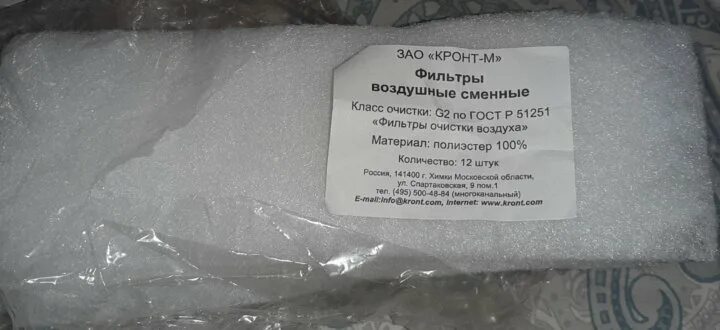 ЗАО «КРОНТ-М»
Фильтры
воздушные сменные
Класс очистки: G2 по ГОСТ Р 51251
«Фильтры очистки воздуха»
Материал: полиэстер 100%
Количество: 12 штук
Россия, 141400 г. Химки Московской области,
ул. Спартаковская, 9 пом.1
тел. (495) 500-48-84 (многоканальный)
E-mail:info@kront.com, Internet: www.kront.com